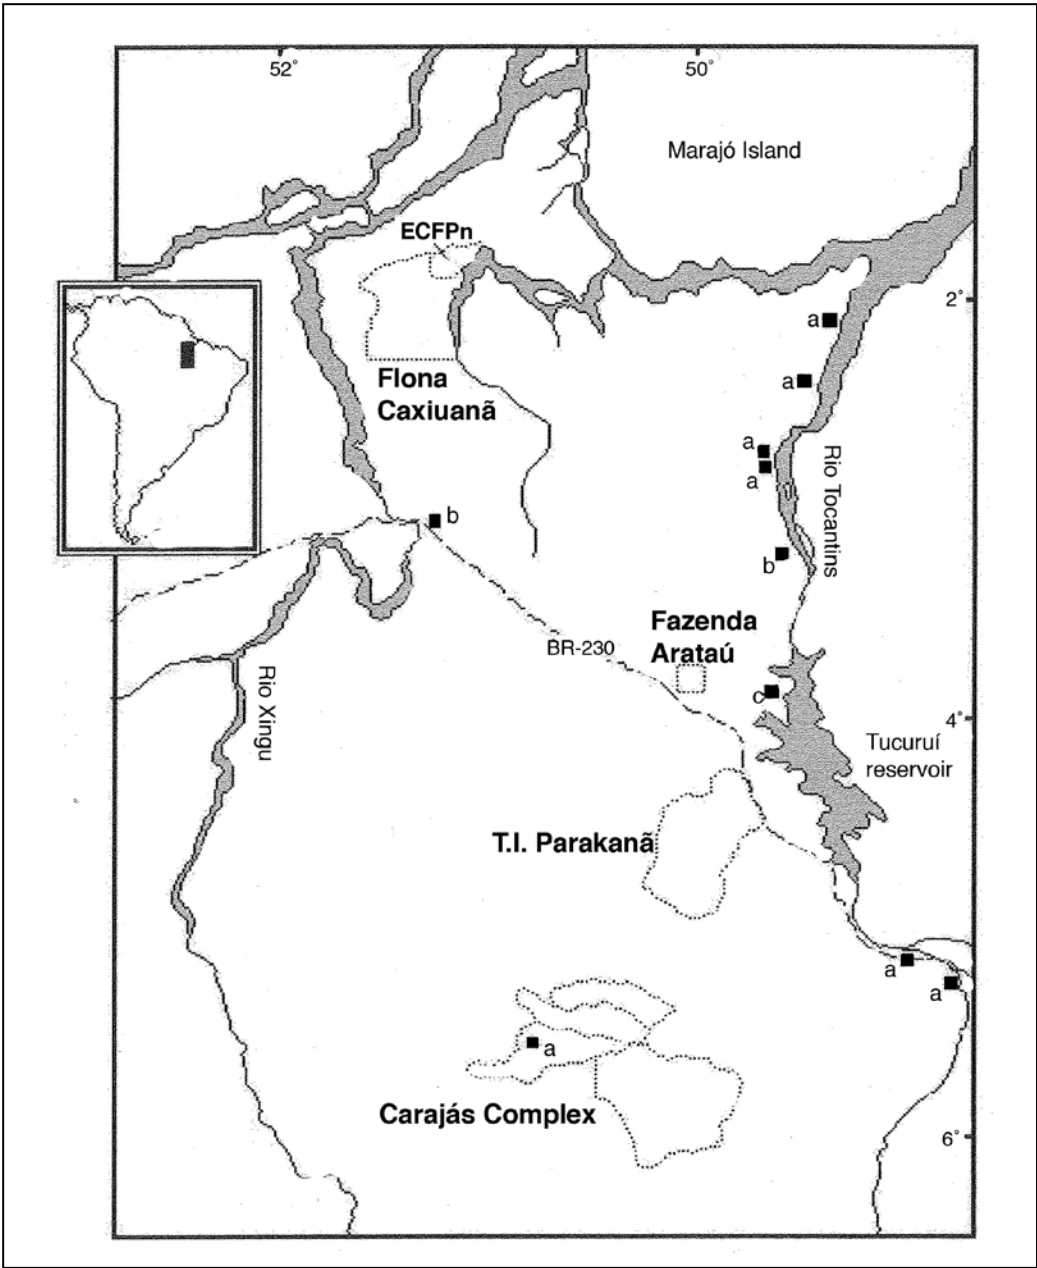 52°
50°
Marajó Island
ECFPn
2°
a
a
Flona
Caxiuanã
a
a
Rio Tocantins
b
b
Fazenda
Arataú
BR-230
Rio Xingu
c
4°
Tucuruí
reservoir
T.I. Parakanã
a
a
a
Carajás Complex
6°